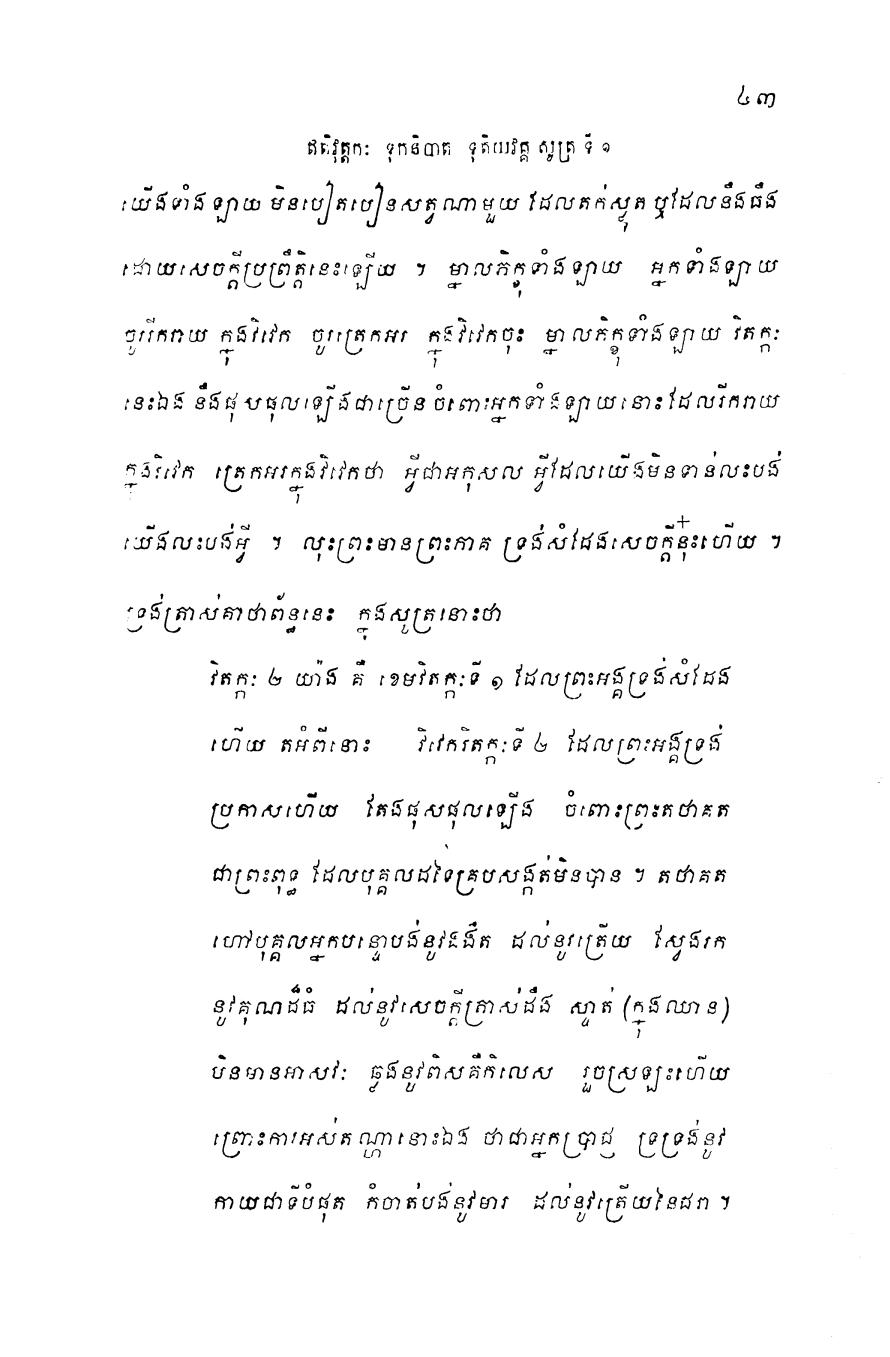 ៤៣
ឥតិវុត្តកៈ ទុកនិបាត ទុតិយវគ្គ សូត្រ ទី ១
យើងទាំងឡាយ មិនបៀតបៀនសត្វណាមួយ ដែលតក់ស្លុត ឬដែលនឹងធឹង
ដោយសេចក្តីប្រព្រឹត្តិនេះឡើយ ។ ម្នាលភិក្ខុទាំងឡាយ អ្នកទាំងឡាយ
ចូររីករាយ ក្នុងវិវេក ចូរត្រេកអរ ក្នុងវិវេកចុះ ម្នាលភិក្ខុទាំងឡាយ វិតក្កៈ
នេះឯង នឹងផុសផុលឡើងជាច្រើន ចំពោះអ្នកទាំងឡាយនោះ ដែលរីករាយ
ក្នុងវិវេក ត្រេកអរក្នុងវិវេកថា អ្វីជាអកុសល អ្វីដែលយើងមិនទាន់លះបង់
យើងលះបង់អ្វី ។ លុះព្រះមានព្រះភាគ ទ្រង់សំដែងសេចក្តីនុ៎ះហើយ ។
ទ្រង់ត្រាស់គាថាព័ន្ធនេះ ក្នុងសូត្រនោះថា
វិតក្កៈ ២ យ៉ាង គឺ ខេមវិតក្កៈទី ១ ដែលព្រះអង្គទ្រង់សំដែង
ហើយ តអំពីនោះ វិវេកវិតក្កៈទី ២ ដែលព្រះអង្គទ្រង់
ប្រកាសហើយ តែងផុសផុលឡើង ចំពោះព្រះតថាគត
ជាព្រះពុទ្ធ ដែលបុគ្គលដទៃគ្របសង្កត់មិនបាន ។ តថាគត
ហៅបុគ្គលអ្នកបន្ទោបង់នូវងងឹត ដល់នូវត្រើយ ស្វែងរក
នូវគុណដ៏ធំ ដល់នូវសេចក្តីត្រាស់ដឹង ស្ទាត់ (ក្នុងឈាន)
មិនមានអាសវៈ ឆ្លងនូវពិសគឺកិលេស រួចស្រឡះហើយ
ព្រោះការអស់តណ្ហានោះឯង ថាជាអ្នកប្រាជ្ញ ទ្រទ្រង់នូវ
កាយជាទីបំផុត កំចាត់បង់នូវមារ ដល់នូវត្រើយនៃជរា ។